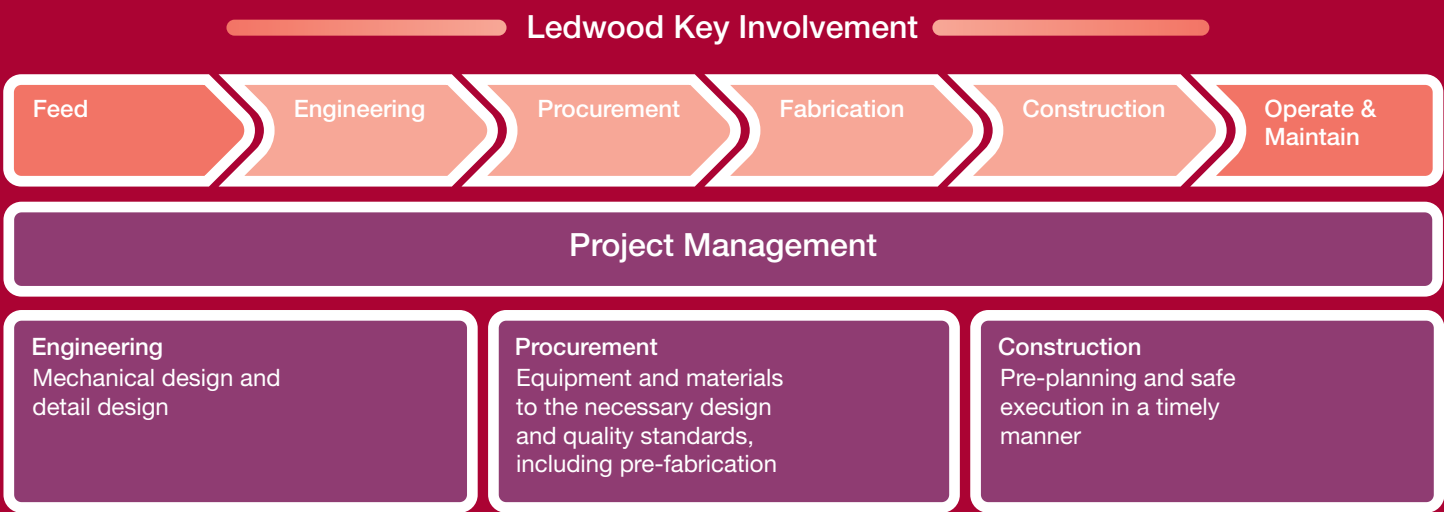 Ledwood Key Involvement
Feed
Engineering
Procurement
Fabrication
Construction
Operate &
Maintain
Project Management
Engineering
Mechanical design and
detail design
Procurement
Equipment and materials
to the necessary design
and quality standards,
including pre-fabrication
Construction
Pre-planning and safe
execution in a timely
manner